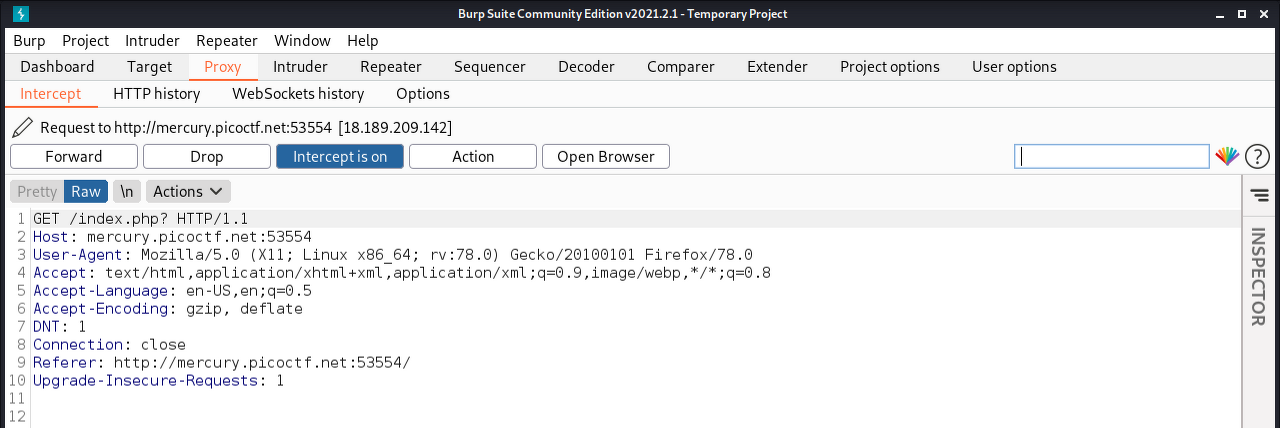 Burp Suite Community Edition v2021.2.1 - Temporary Project
Burp Project Intruder Repeater Window Help
Dashboard Target Proxy Intruder Repeater Sequencer Decoder Comparer Extender Project options User options
Intercept HTTP history WebSockets history Options
Request to http://mercury.picoctf.net:53554 [18.189.209.142]
Forward Drop Intercept is on Action Open Browser ?
Pretty Raw \n Actions
1 GET /index.php? HTTP/1.1
2 Host: mercury.picoctf.net:53554
3 User-Agent: Mozilla/5.0 (X11; Linux x86_64; rv:78.0) Gecko/20100101 Firefox/78.0
4 Accept: text/html,application/xhtml+xml,application/xml;q=0.9,image/webp,*/*;q=0.8
5 Accept-Language: en-US,en;q=0.5
6 Accept-Encoding: gzip, deflate
7 DNT: 1
8 Connection: close
9 Referer: http://mercury.picoctf.net:53554/
10 Upgrade-Insecure-Requests: 1
11
12
INSPECTOR